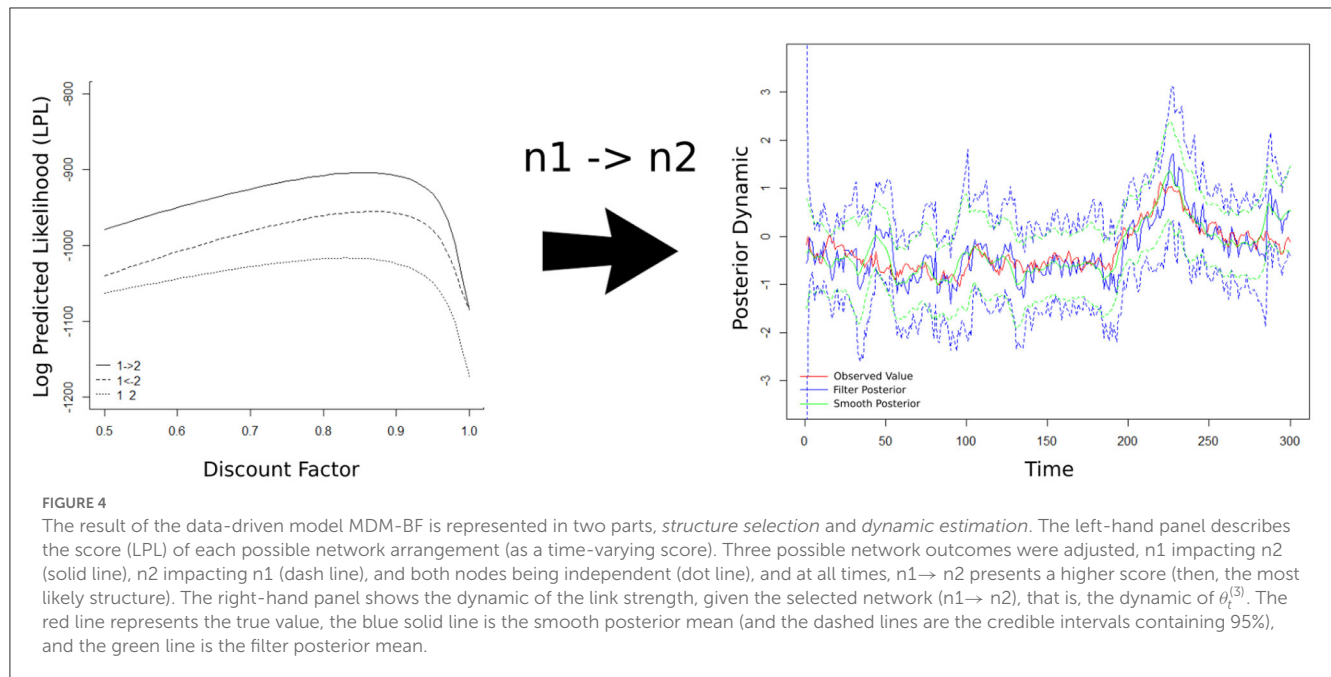 Log Predicted Likelihood (LPL)
-800
-900
-1000
-1100
-1200
1->2
1<-2
1 2
0.5 0.6 0.7 0.8 0.9 1.0
Discount Factor
n1 -> n2
Posterior Dynamic
3
2
1
0
-1
-2
-3
Observed Value
Filter Posterior
Smooth Posterior
0 50 100 150 200 250 300
Time
FIGURE 4
The result of the data-driven model MDM-BF is represented in two parts, structure selection and dynamic estimation. The left-hand panel describes
the score (LPL) of each possible network arrangement (as a time-varying score). Three possible network outcomes were adjusted, n1 impacting n2
(solid line), n2 impacting n1 (dash line), and both nodes being independent (dot line), and at all times, n1→ n2 presents a higher score (then, the most
likely structure). The right-hand panel shows the dynamic of the link strength, given the selected network (n1→ n2), that is, the dynamic of θₜ⁽³⁾. The
red line represents the true value, the blue solid line is the smooth posterior mean (and the dashed lines are the credible intervals containing 95%),
and the green line is the filter posterior mean.